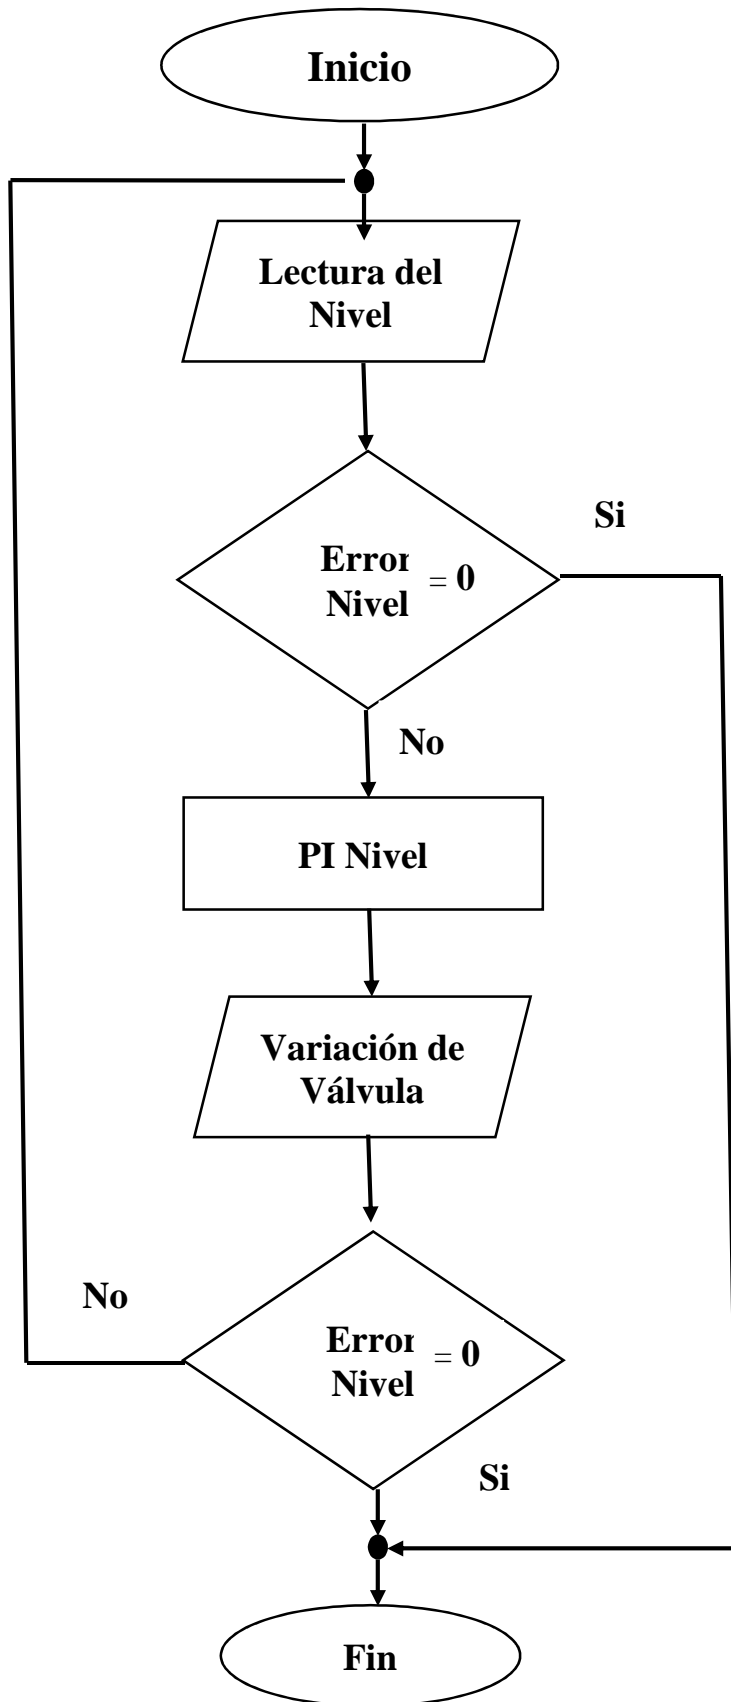 Inicio
Lectura del
Nivel
Si
Error
Nivel = 0
No
PI Nivel
Variación de
Válvula
No
Error
Nivel = 0
Si
Fin